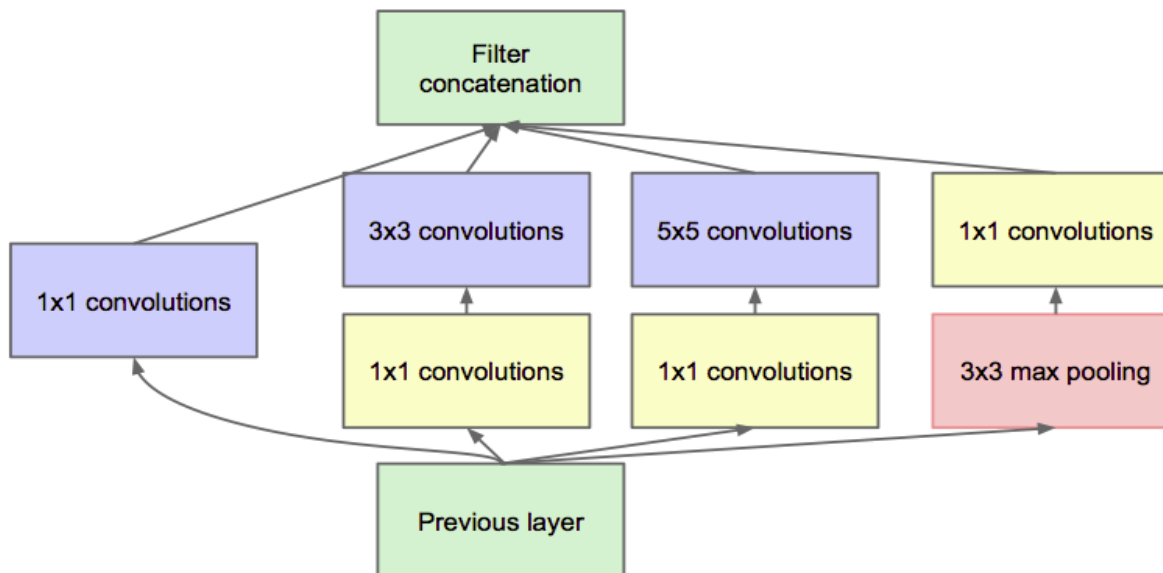 Filter
concatenation
3x3 convolutions
5x5 convolutions
1x1 convolutions
1x1 convolutions
1x1 convolutions
1x1 convolutions
3x3 max pooling
Previous layer